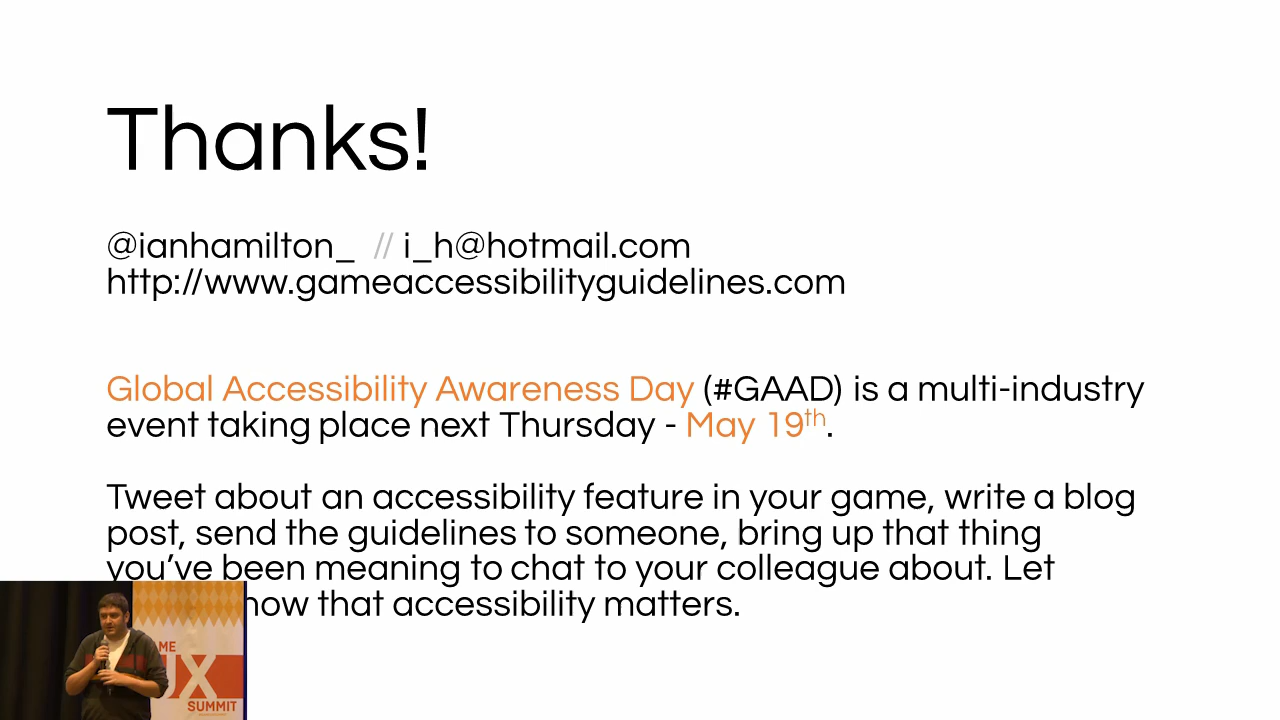 Thanks!
@ianhamilton_ // i_h@hotmail.com
http://www.gameaccessibilityguidelines.com
Global Accessibility Awareness Day (#GAAD) is a multi-industry
event taking place next Thursday - May 19th.
Tweet about an accessibility feature in your game, write a blog
post, send the guidelines to someone, bring up that thing
you’ve been meaning to chat to your colleague about. Let
that accessibility matters.
UX
SUMMIT